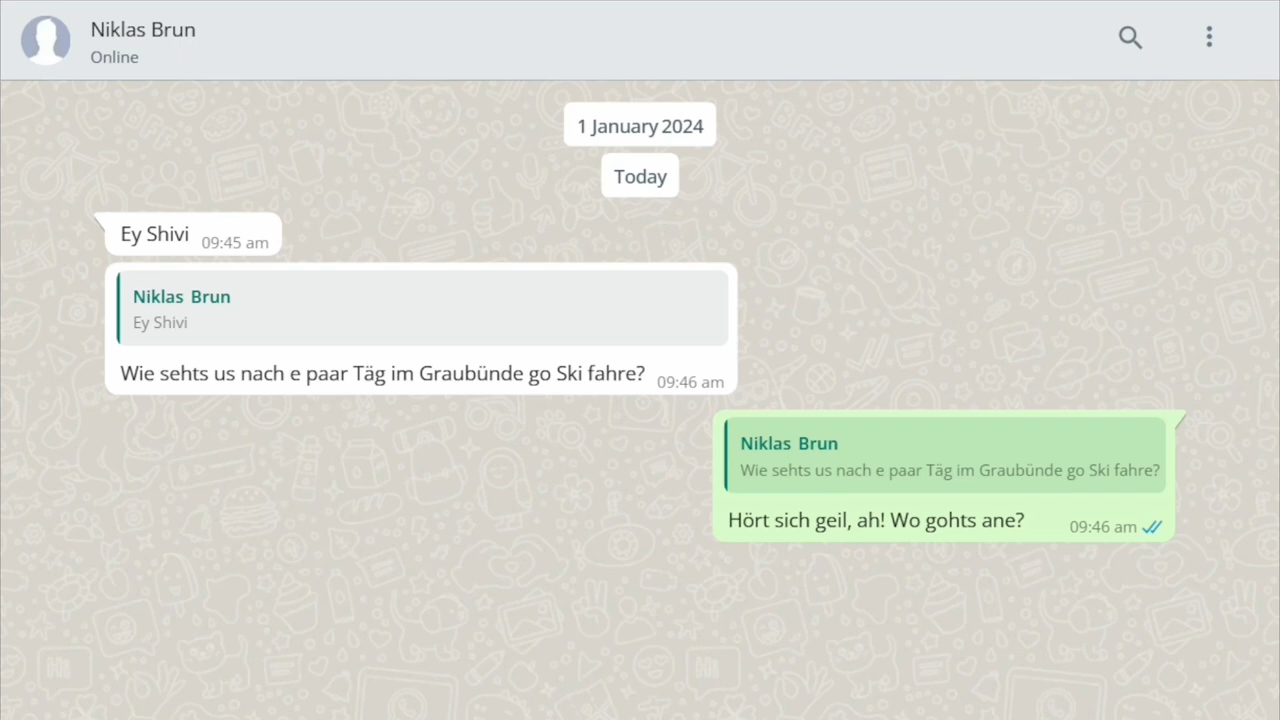 Niklas Brun
Online
1 January 2024
Today
Ey Shivi 09:45 am
Niklas Brun
Ey Shivi
Wie sehts us nach e paar Täg im Graubünde go Ski fahre? 09:46 am
Niklas Brun
Wie sehts us nach e paar Täg im Graubünde go Ski fahre?
Hört sich geil, ah! Wo gohts ane? 09:46 am